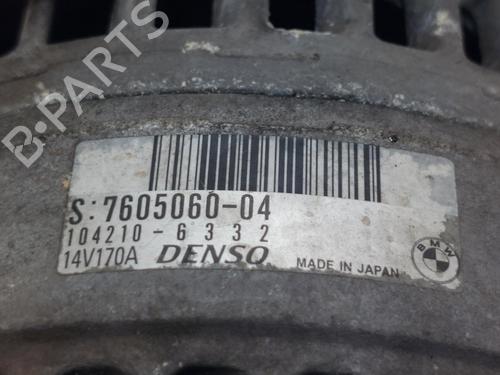 B-PARTS
S:7605060-04
104210-6332
14V170A DENSO MADE IN JAPAN
BMW